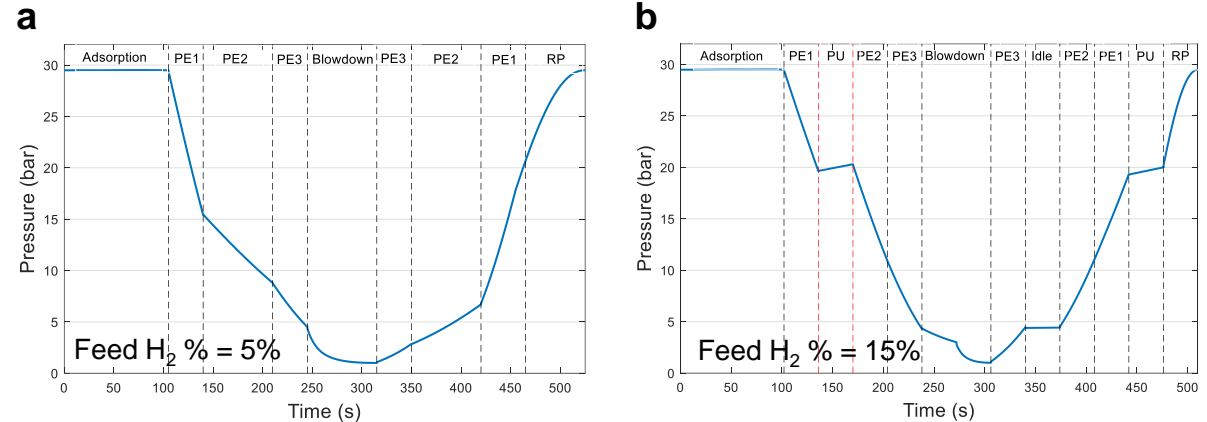 a
Adsorption PE1 PE2 PE3 Blowdown PE3 PE2 PE1 RP
30
25
20
15
10
5
0
Pressure (bar)
Feed H₂ % = 5%
0 50 100 150 200 250 300 350 400 450 500
Time (s)
b
Adsorption PE1 PU PE2 PE3 Blowdown PE3 Idle PE2 PE1 PU RP
30
25
20
15
10
5
0
Pressure (bar)
Feed H₂ % = 15%
0 50 100 150 200 250 300 350 400 450 500
Time (s)